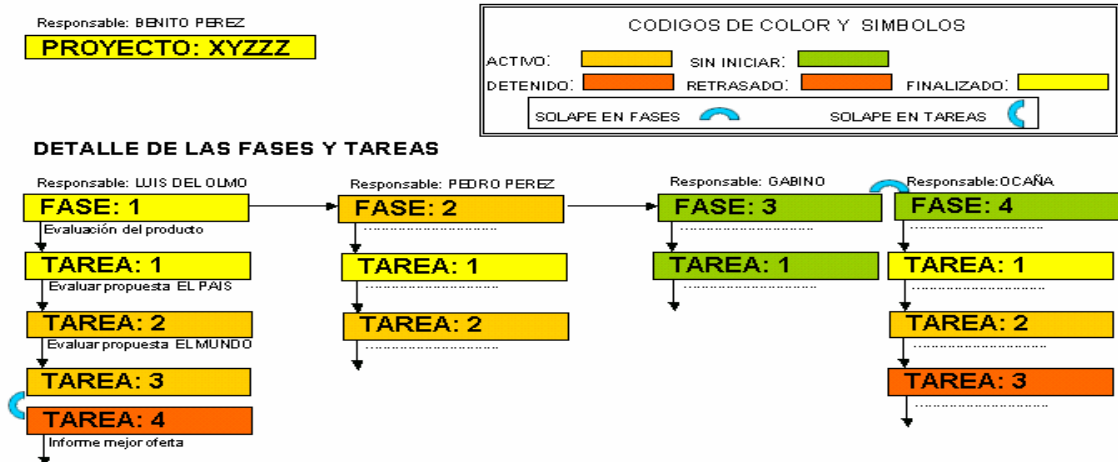 Responsable: BENITO PEREZ
PROYECTO: XYZZZ
CODIGOS DE COLOR Y SIMBOLOS
ACTIVO:
SIN INICIAR:
DETENIDO:
RETRASADO:
FINALIZADO:
SOLAPE EN FASES
SOLAPE EN TAREAS
DETALLE DE LAS FASES Y TAREAS
Responsable: LUIS DEL OLMO
FASE: 1
Evaluación del producto
TAREA: 1
Evaluar propuesta EL PAIS
TAREA: 2
Evaluar propuesta EL MUNDO
TAREA: 3
TAREA: 4
Informe mejor oferta
Responsable: PEDRO PEREZ
FASE: 2
TAREA: 1
TAREA: 2
Responsable: GABINO
FASE: 3
TAREA: 1
Responsable:OCAÑA
FASE: 4
TAREA: 1
TAREA: 2
TAREA: 3